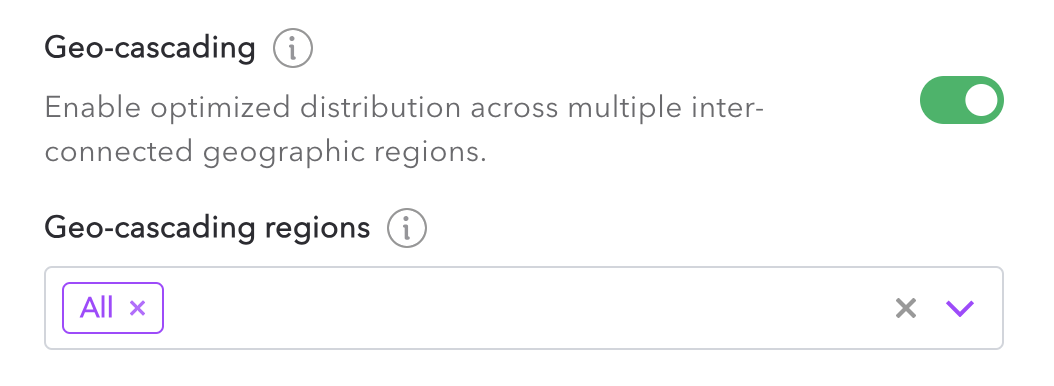 Geo-cascading
Enable optimized distribution across multiple inter-
connected geographic regions.
Geo-cascading regions
All